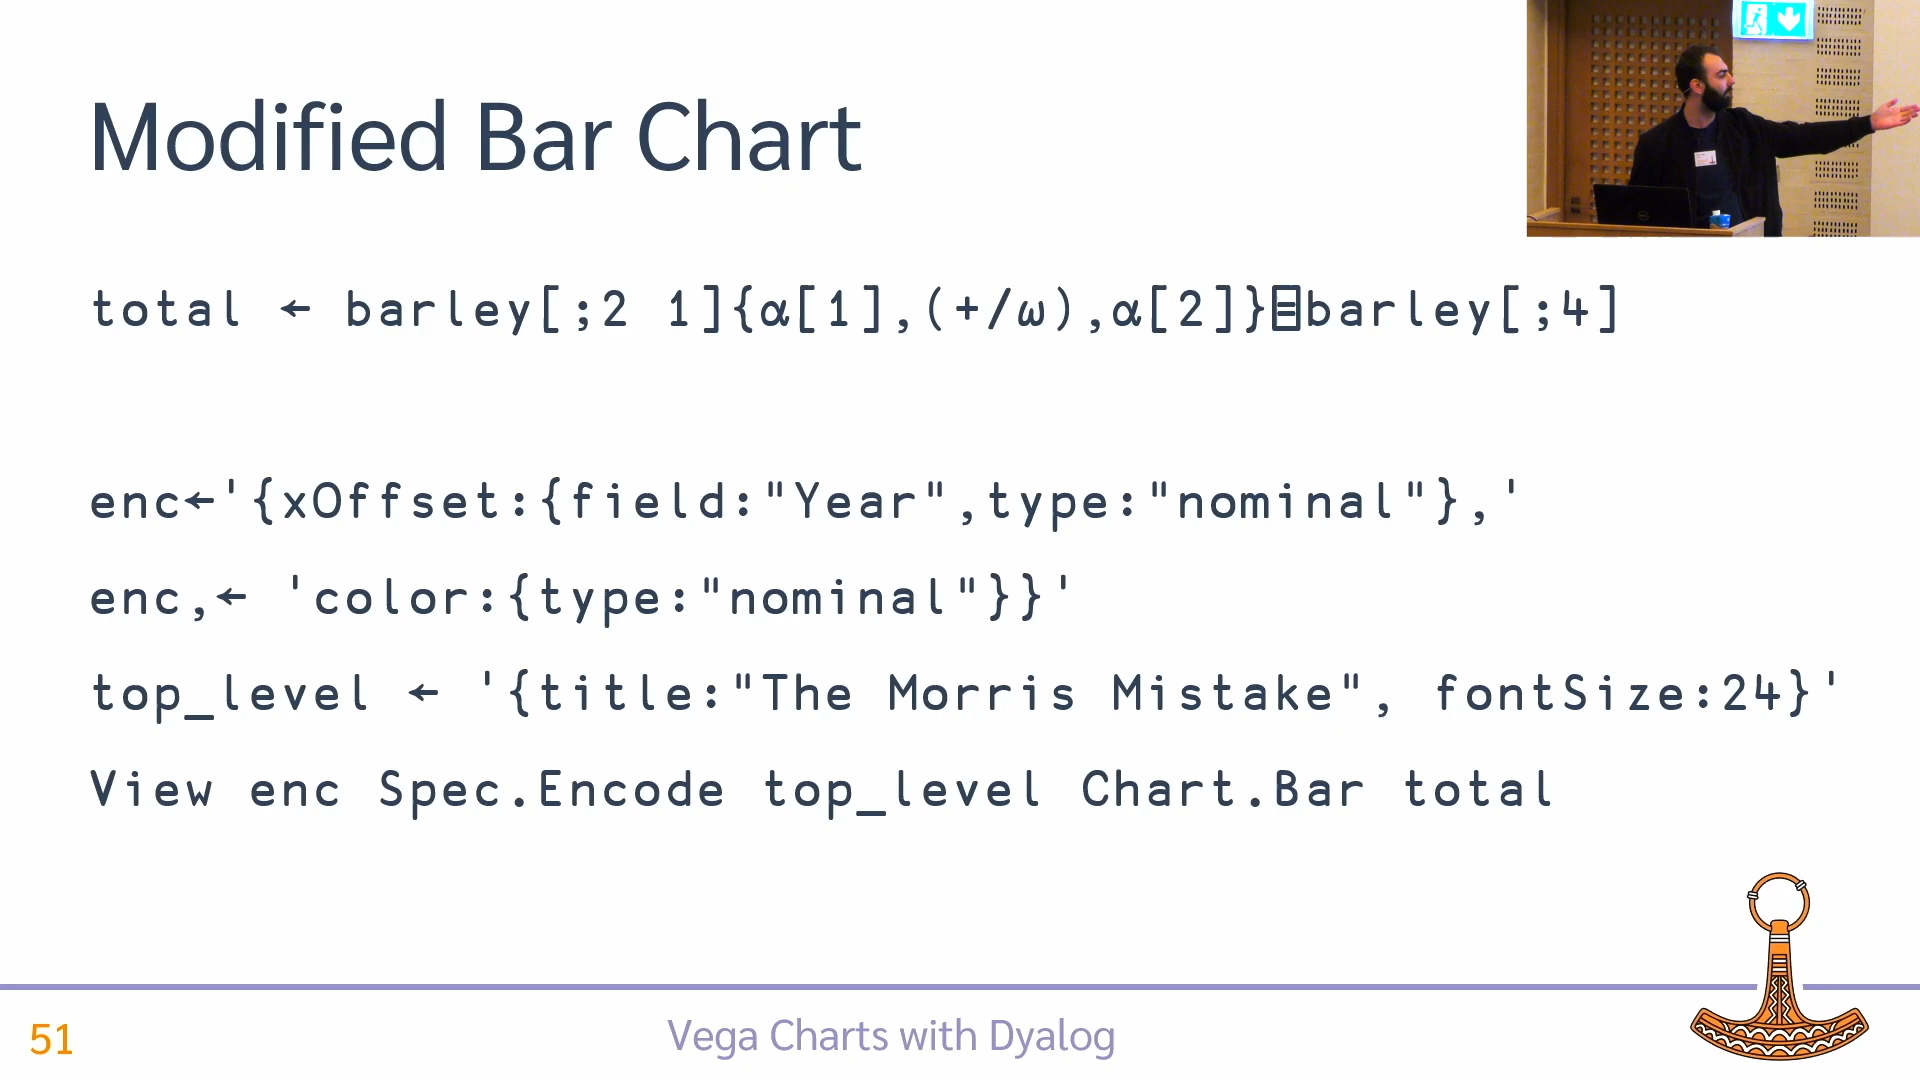 Modified Bar Chart
total ← barley[;2 1]{⍺[1],(+/⍵),⍺[2]}⌸barley[;4]
enc←'{xOffset:{field:"Year",type:"nominal"},'
enc,← 'color:{type:"nominal"}}'
top_level ← '{title:"The Morris Mistake", fontSize:24}'
View enc Spec.Encode top_level Chart.Bar total
51
Vega Charts with Dyalog